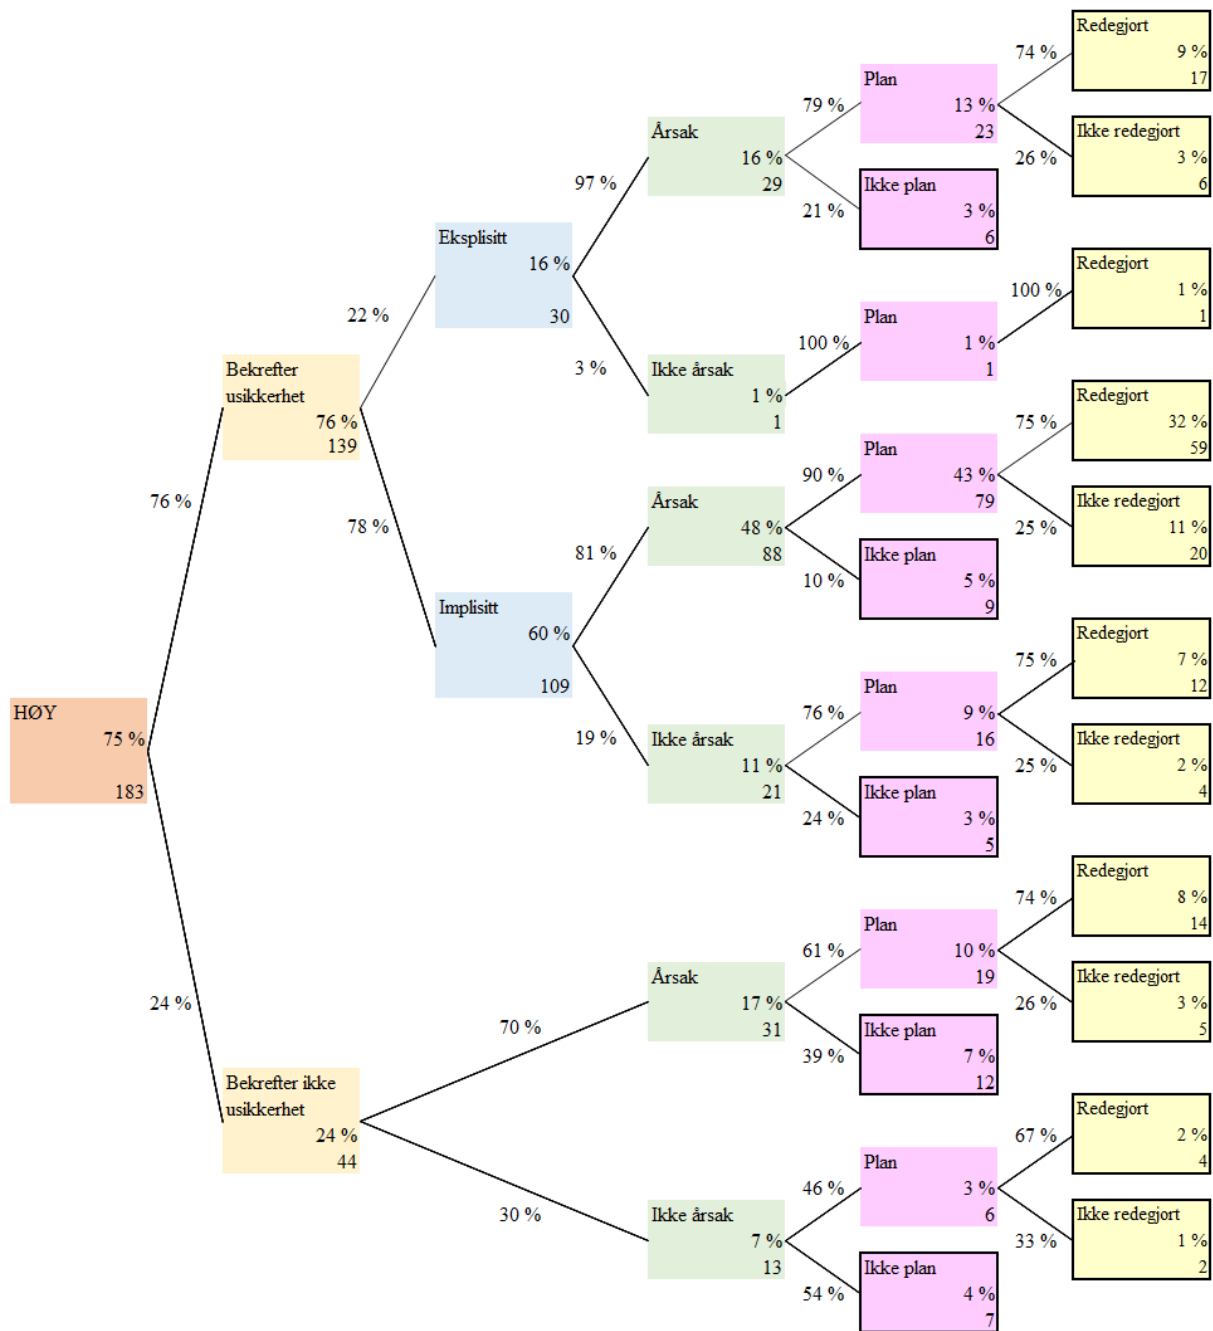 Redegjort
74 %
9 %
17
Plan
79 %
13 %
23
Ikke redegjort
26 %
3 %
6
Årsak
97 %
16 %
29
Ikke plan
21 %
3 %
6
Eksplisitt
22 %
16 %
30
Redegjort
100 %
1 %
1
Plan
100 %
1 %
1
Ikke årsak
3 %
1 %
1
Bekrefter
usikkerhet
76 %
139
76 %
Redegjort
75 %
32 %
59
Plan
90 %
43 %
79
Ikke redegjort
25 %
11 %
20
Årsak
81 %
48 %
88
Ikke plan
10 %
5 %
9
78 %
Implisitt
60 %
109
Redegjort
75 %
7 %
12
Plan
76 %
9 %
16
Ikke redegjort
25 %
2 %
4
Ikke årsak
19 %
11 %
21
Ikke plan
24 %
3 %
5
HØY
75 %
183
Redegjort
74 %
8 %
14
Plan
61 %
10 %
19
Ikke redegjort
26 %
3 %
5
Årsak
70 %
17 %
31
Ikke plan
39 %
7 %
12
24 %
Bekrefter ikke
usikkerhet
24 %
44
Redegjort
67 %
2 %
4
Plan
46 %
3 %
6
Ikke redegjort
33 %
1 %
2
Ikke årsak
30 %
7 %
13
Ikke plan
54 %
4 %
7